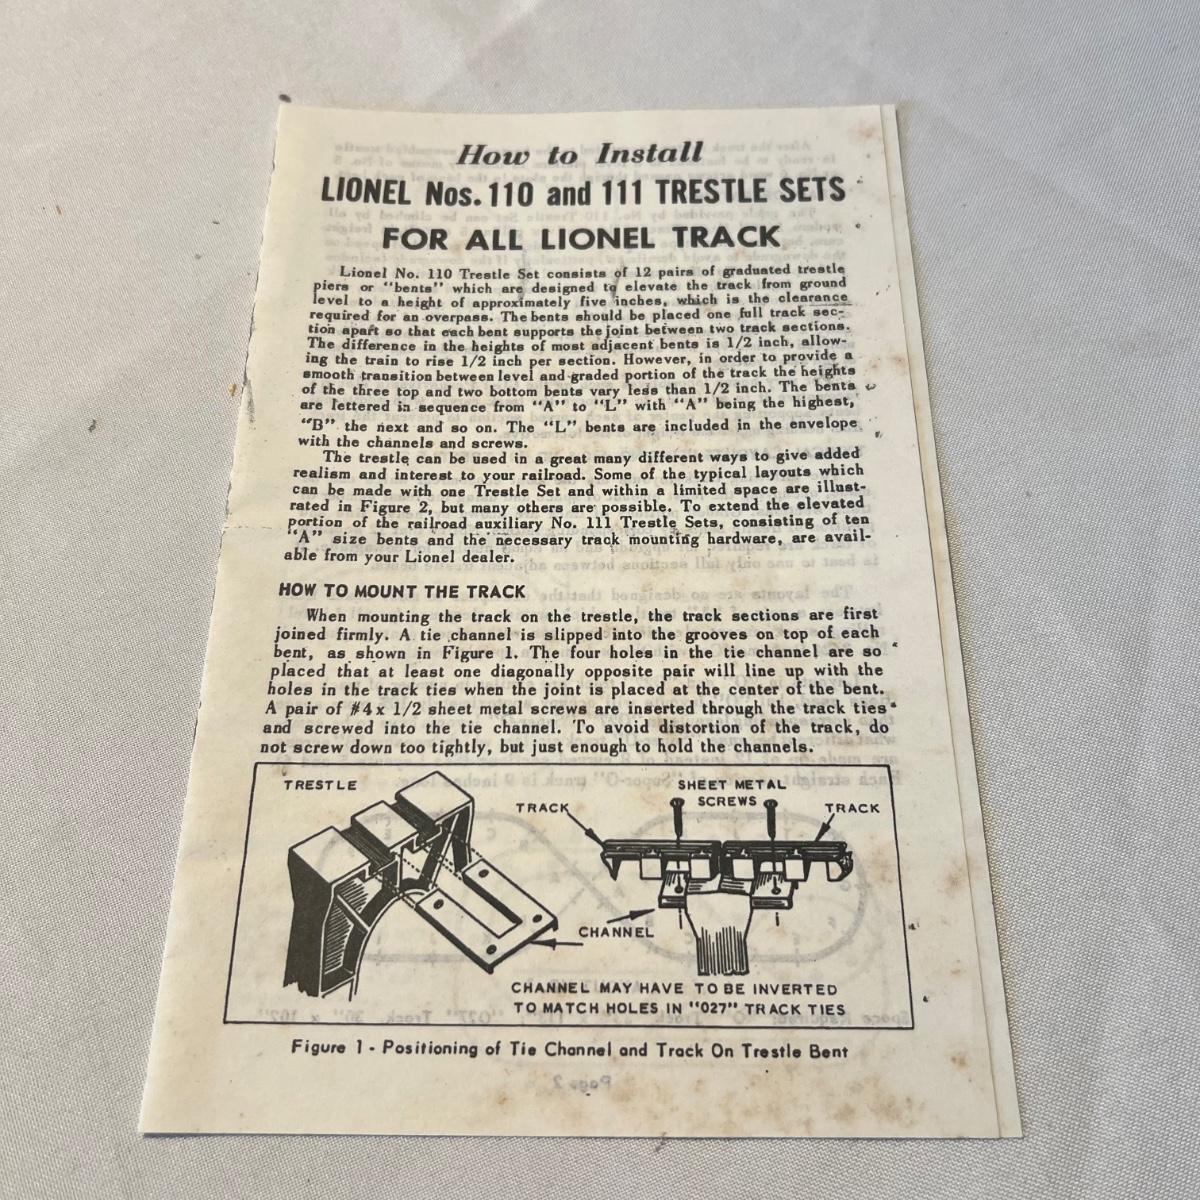 How to Install
LIONEL Nos. 110 and 111 TRESTLE SETS
FOR ALL LIONEL TRACK
Lionel No. 110 Trestle Set consists of 12 pairs of graduated trestle
piers or "bents" which are designed to elevate the track from ground
level to a height of approximately five inches, which is the clearance
required for an overpass. The bents should be placed one full track sec-
tion apart so that each bent supports the joint between two track sections.
The difference in the heights of most adjacent bents is 1/2 inch, allow-
ing the train to rise 1/2 inch per section. However, in order to provide a
smooth transition between level and graded portion of the track the heights
of the three top and two bottom bents vary less than 1/2 inch. The bents
are lettered in sequence from "A" to "L" with "A" being the highest,
"B" the next and so on. The "L" bents are included in the envelope
with the channels and screws.
The trestle can be used in a great many different ways to give added
realism and interest to your railroad. Some of the typical layouts which
can be made with one Trestle Set and within a limited space are illust-
rated in Figure 2, but many others are possible. To extend the elevated
portion of the railroad auxiliary No. 111 Trestle Sets, consisting of ten
"A" size bents and the necessary track mounting hardware, are avail-
able from your Lionel dealer.
HOW TO MOUNT THE TRACK
When mounting the track on the trestle, the track sections are first
joined firmly. A tie channel is slipped into the grooves on top of each
bent, as shown in Figure 1. The four holes in the tie channel are so
placed that at least one diagonally opposite pair will line up with the
holes in the track ties when the joint is placed at the center of the bent.
A pair of #4 x 1/2 sheet metal screws are inserted through the track ties
and screwed into the tie channel. To avoid distortion of the track, do
not screw down too tightly, but just enough to hold the channels.
TRESTLE
SHEET METAL
SCREWS
TRACK
TRACK
CHANNEL
CHANNEL MAY HAVE TO BE INVERTED
TO MATCH HOLES IN "027" TRACK TIES
Figure 1 - Positioning of Tie Channel and Track On Trestle Bent